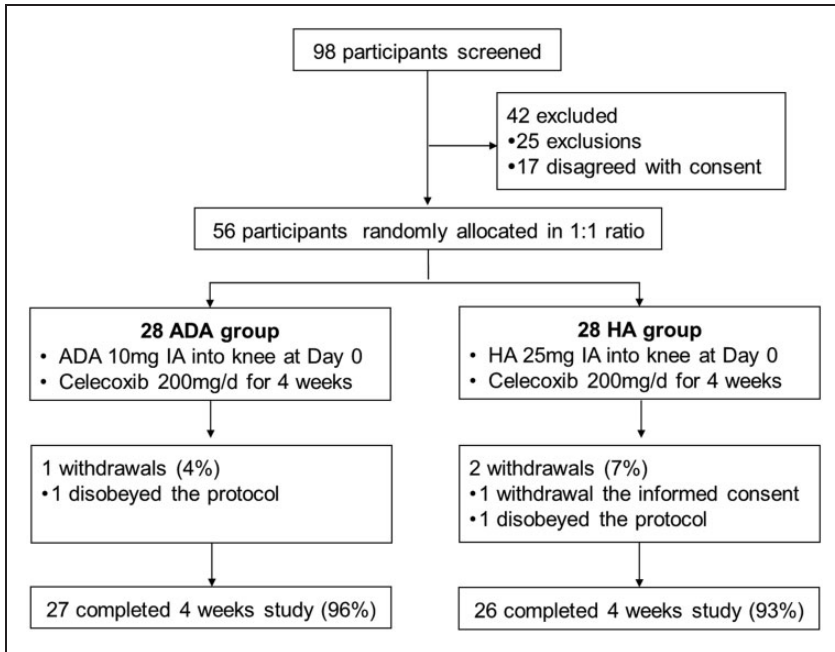 98 participants screened
42 excluded
•25 exclusions
•17 disagreed with consent
56 participants randomly allocated in 1:1 ratio
28 ADA group
• ADA 10mg IA into knee at Day 0
• Celecoxib 200mg/d for 4 weeks
28 HA group
• HA 25mg IA into knee at Day 0
• Celecoxib 200mg/d for 4 weeks
1 withdrawals (4%)
•1 disobeyed the protocol
2 withdrawals (7%)
•1 withdrawal the informed consent
•1 disobeyed the protocol
27 completed 4 weeks study (96%)
26 completed 4 weeks study (93%)